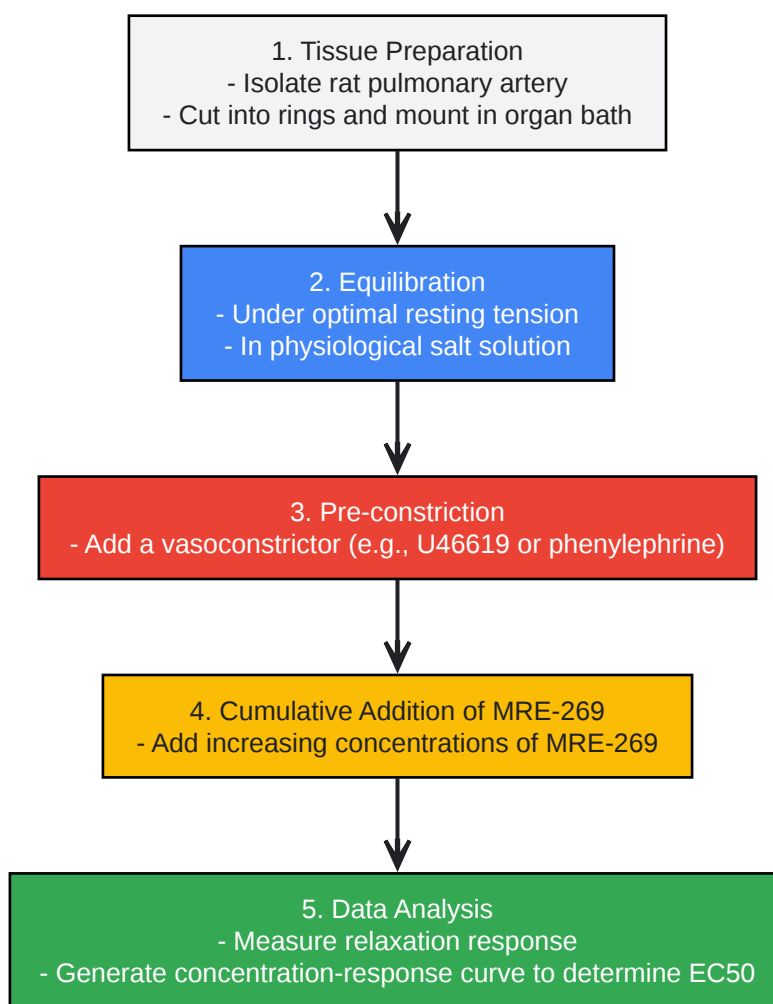 1. Tissue Preparation
- Isolate rat pulmonary artery
- Cut into rings and mount in organ bath
2. Equilibration
- Under optimal resting tension
- In physiological salt solution
3. Pre-constriction
- Add a vasoconstrictor (e.g., U46619 or phenylephrine)
4. Cumulative Addition of MRE-269
- Add increasing concentrations of MRE-269
5. Data Analysis
- Measure relaxation response
- Generate concentration-response curve to determine EC50